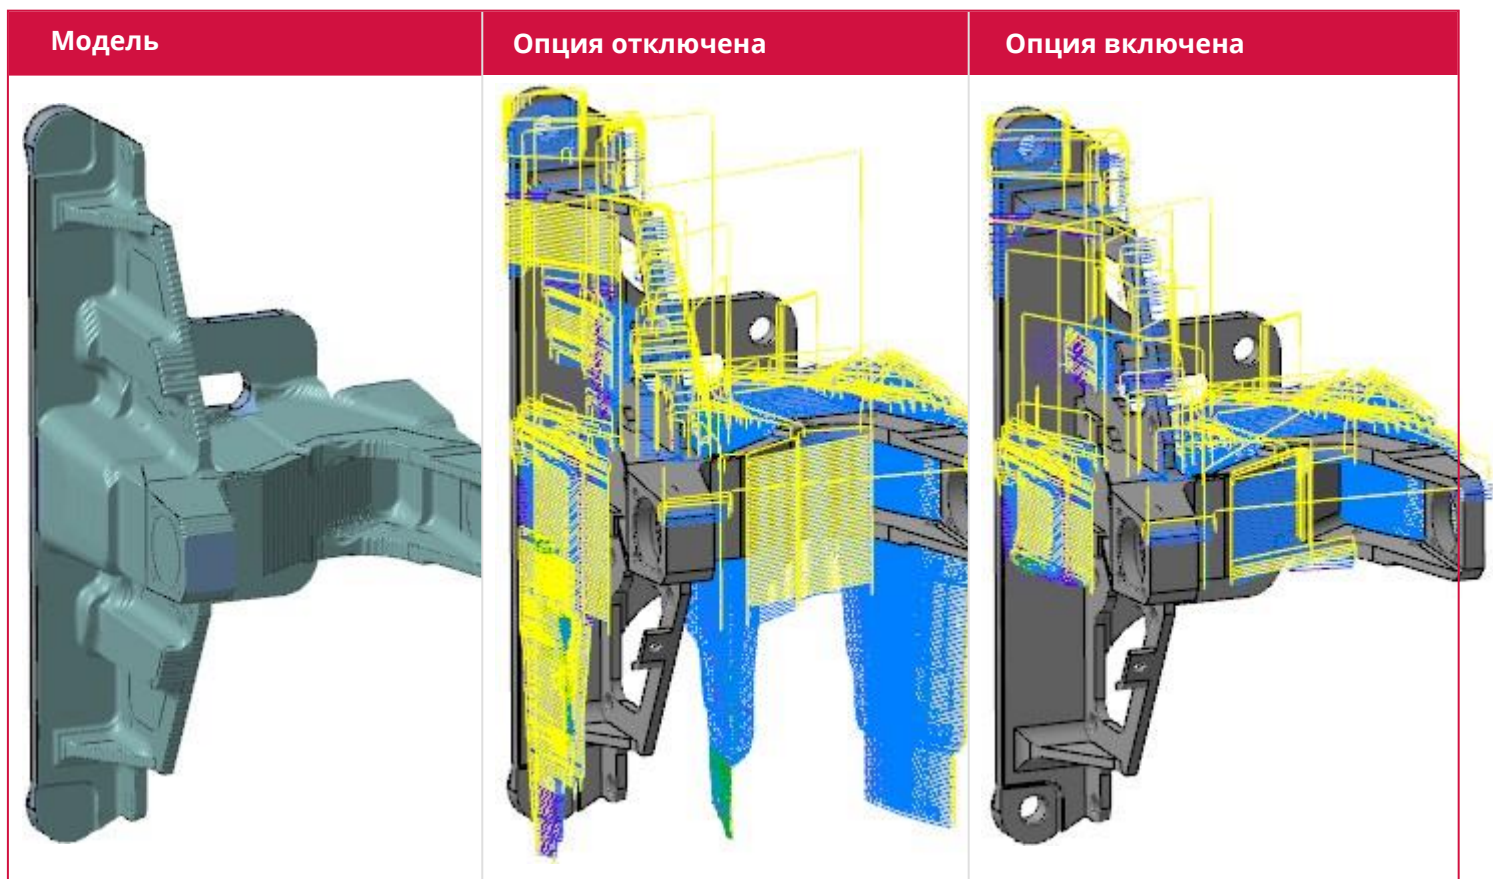 Модель
Опция отключена
Опция включена